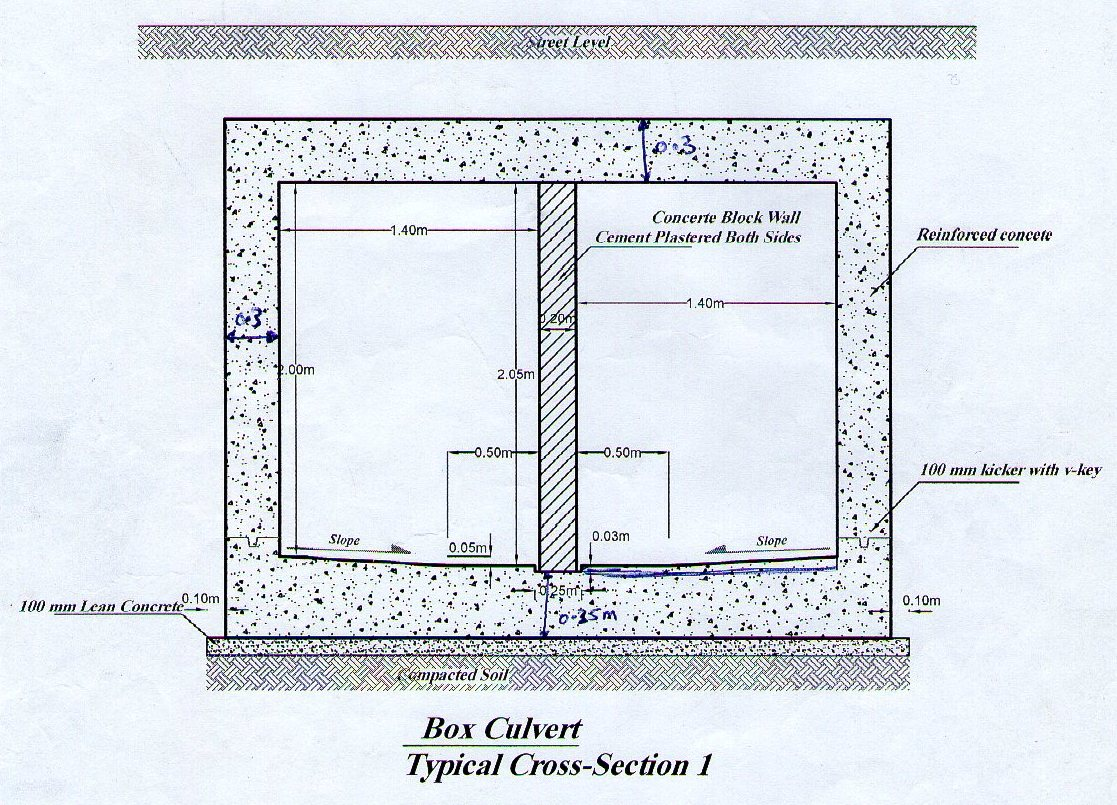 Street Level
0.3
Concerte Block Wall
Cement Plastered Both Sides
1.40m
Reinforced concete
1.40m
0.20m
0.3
2.00m
2.05m
0.50m
0.50m
100 mm kicker with v-key
Slope
0.05m
0.03m
Slope
0.25m
0.35m
100 mm Lean Concrete
0.10m
0.10m
Compacted Soil
Box Culvert
Typical Cross-Section 1